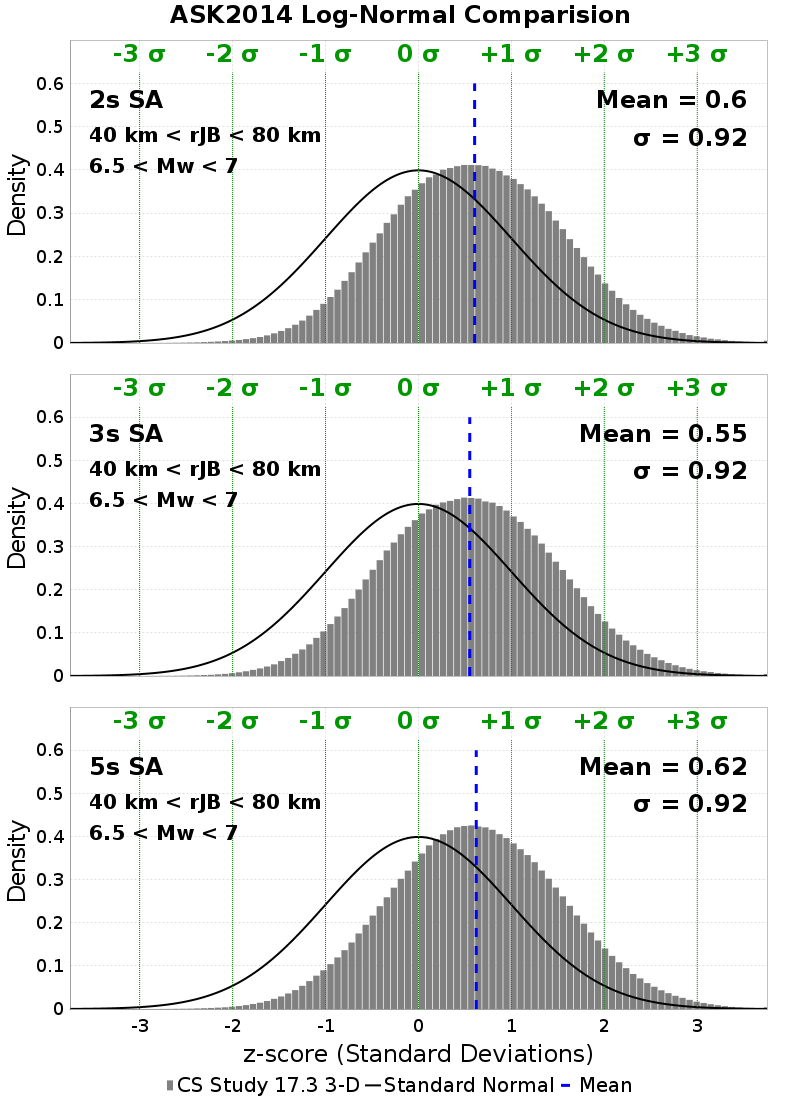 ASK2014 Log-Normal Comparision
-3 σ -2 σ -1 σ 0 σ +1 σ +2 σ +3 σ
2s SA
40 km < rJB < 80 km
6.5 < Mw < 7
Mean = 0.6
σ = 0.92
Density
0.6
0.5
0.4
0.3
0.2
0.1
0
-3 σ -2 σ -1 σ 0 σ +1 σ +2 σ +3 σ
3s SA
40 km < rJB < 80 km
6.5 < Mw < 7
Mean = 0.55
σ = 0.92
Density
0.6
0.5
0.4
0.3
0.2
0.1
0
-3 σ -2 σ -1 σ 0 σ +1 σ +2 σ +3 σ
5s SA
40 km < rJB < 80 km
6.5 < Mw < 7
Mean = 0.62
σ = 0.92
Density
0.6
0.5
0.4
0.3
0.2
0.1
0
-3 -2 -1 0 1 2 3
z-score (Standard Deviations)
CS Study 17.3 3-D Standard Normal Mean